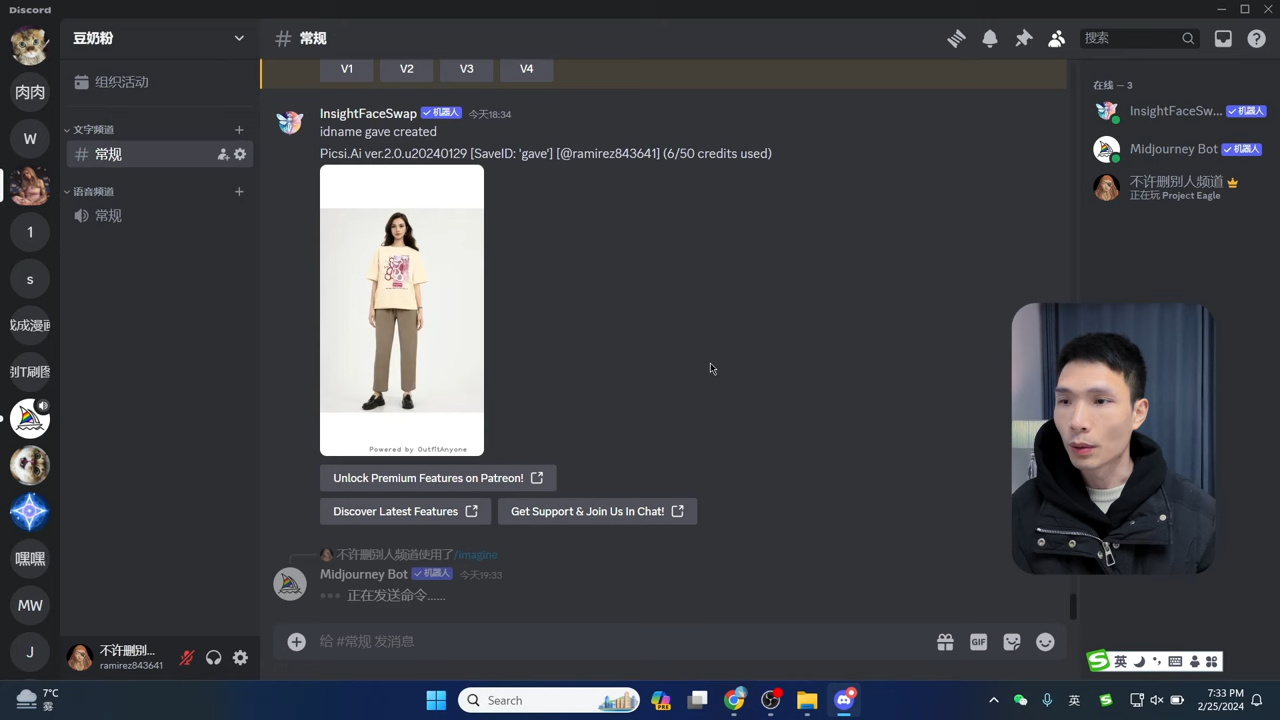 Discord
豆奶粉
常规
搜索
肉肉
组织活动
V1
V2
V3
V4
在线 — 3
InsightFaceSwap
机器人
今天18:34
InsightFaceSw...
机器人
文字频道
idname gave created
W
常规
Picsi.Ai ver.2.0.u20240129 [SaveID: 'gave'] [@ramirez843641] (6/50 credits used)
Midjourney Bot
机器人
语音频道
不许删别人频道
正在玩 Project Eagle
常规
1
s
Powered by OutfitAnyone
Unlock Premium Features on Patreon!
Discover Latest Features
Get Support & Join Us In Chat!
嘿嘿
不许删别人频道使用了/imagine
Midjourney Bot
机器人
今天19:33
正在发送命令......
MW
给 #常规 发消息
GIF
J
不许删别...
ramirez843641
英
7°C
雾
Search
PRE
英
7:33 PM
2/25/2024